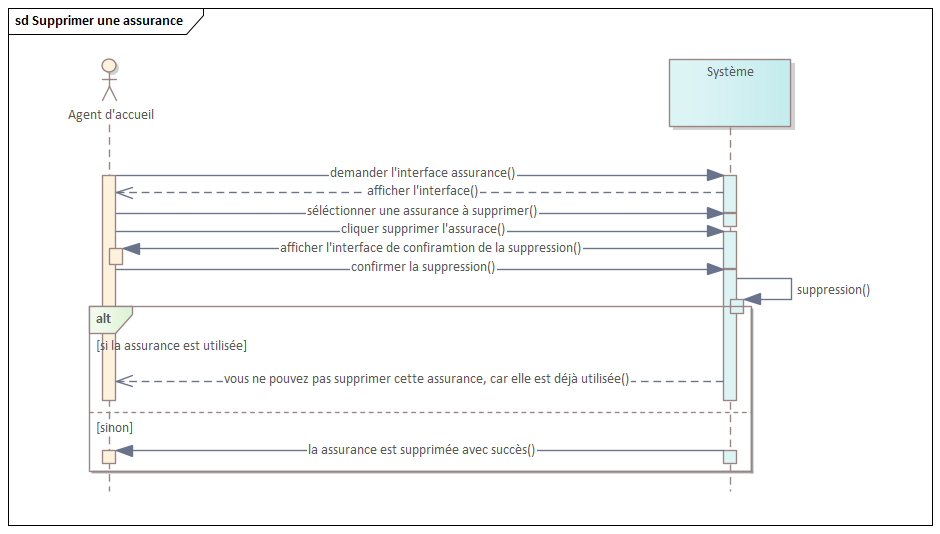 sd Supprimer une assurance
Agent d'accueil
Système
demander l'interface assurance()
afficher l'interface()
séléctionner une assurance à supprimer()
cliquer supprimer l'assurace()
afficher l'interface de confiramtion de la suppression()
confirmer la suppression()
suppression()
alt
[si la assurance est utilisée]
vous ne pouvez pas supprimer cette assurance, car elle est déjà utilisée()
[sinon]
la assurance est supprimée avec succès()